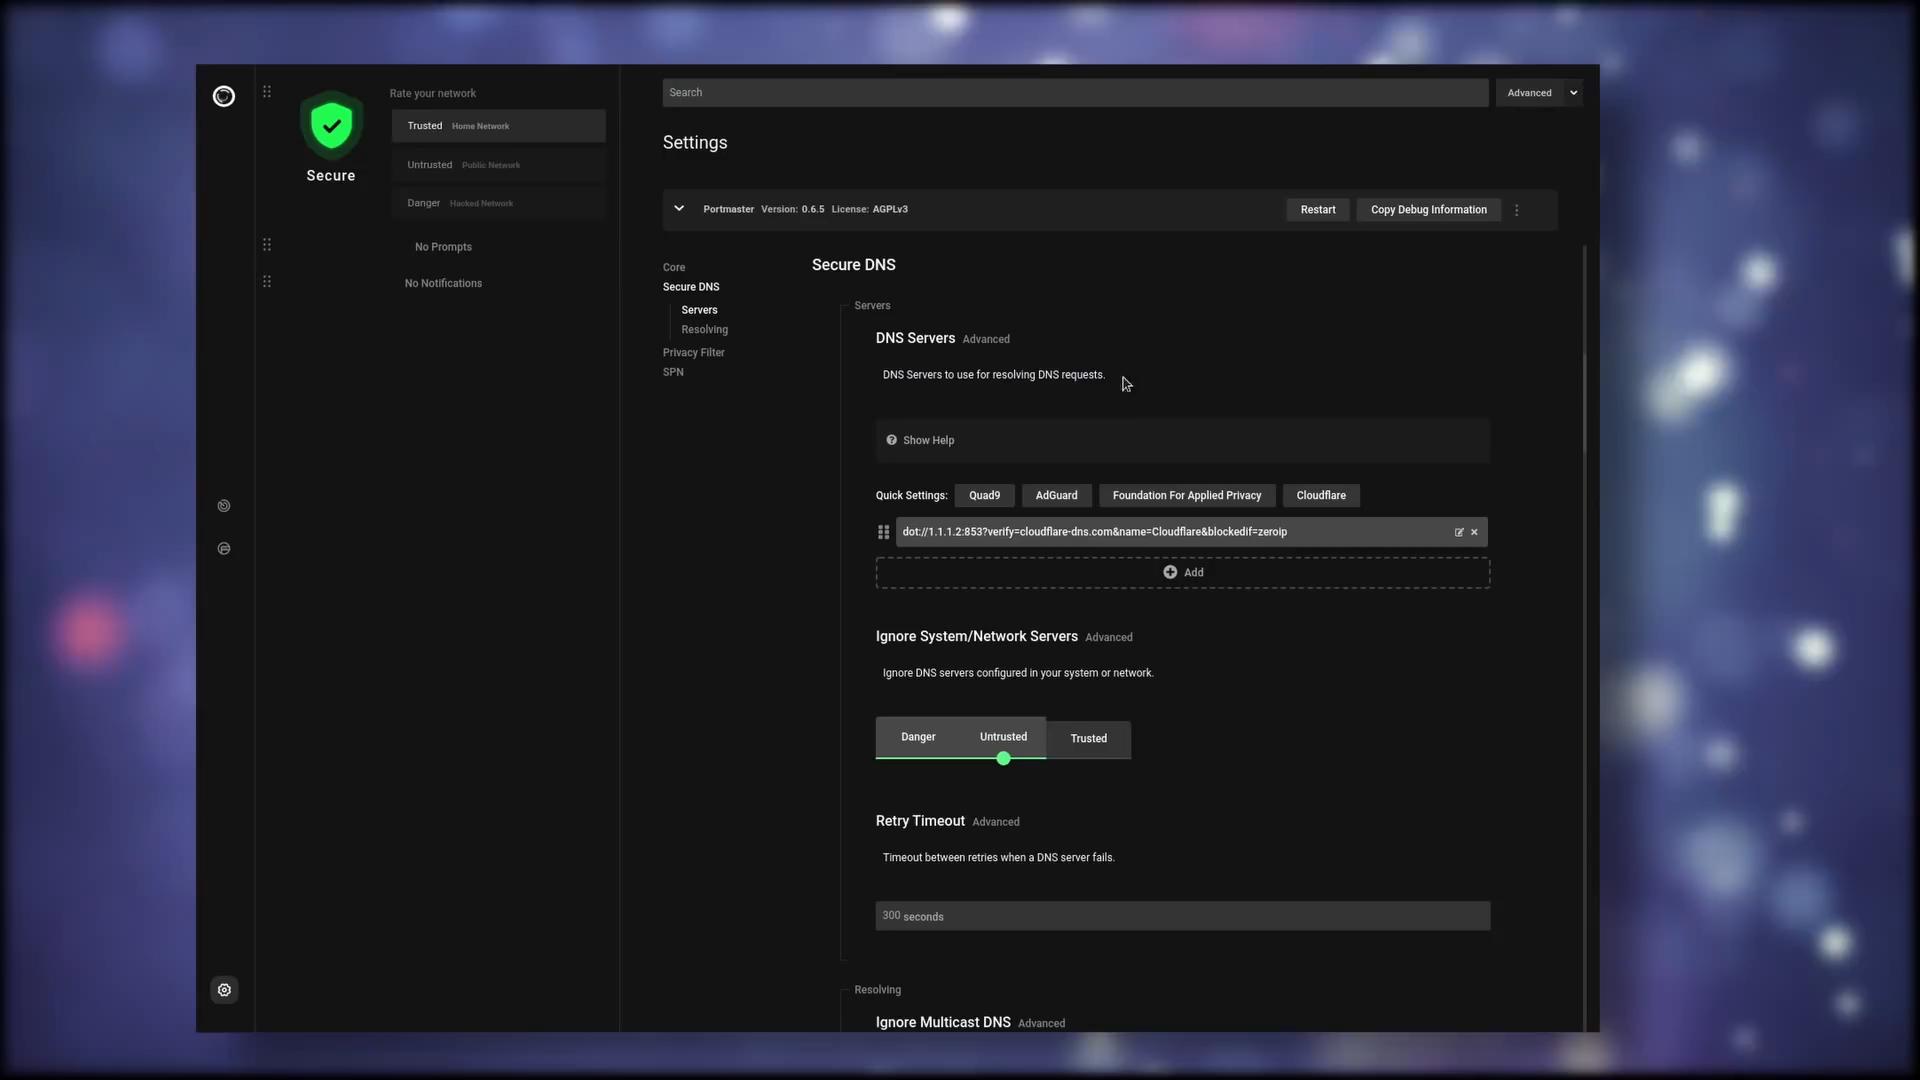 Rate your network
Trusted Home Network
Untrusted Public Network
Danger Hacked Network
Secure
No Prompts
No Notifications
Search
Advanced
Settings
Portmaster Version: 0.6.5 License: AGPLv3
Restart
Copy Debug Information
Core
Secure DNS
Servers
Resolving
Privacy Filter
SPN
Secure DNS
Servers
DNS Servers Advanced
DNS Servers to use for resolving DNS requests.
Show Help
Quick Settings: Quad9 AdGuard Foundation For Applied Privacy Cloudflare
dot://1.1.1.2:853?verify=cloudflare-dns.com&name=Cloudflare&blockedif=zeroip
Add
Ignore System/Network Servers Advanced
Ignore DNS servers configured in your system or network.
Danger Untrusted Trusted
Retry Timeout Advanced
Timeout between retries when a DNS server fails.
300 seconds
Resolving
Ignore Multicast DNS Advanced